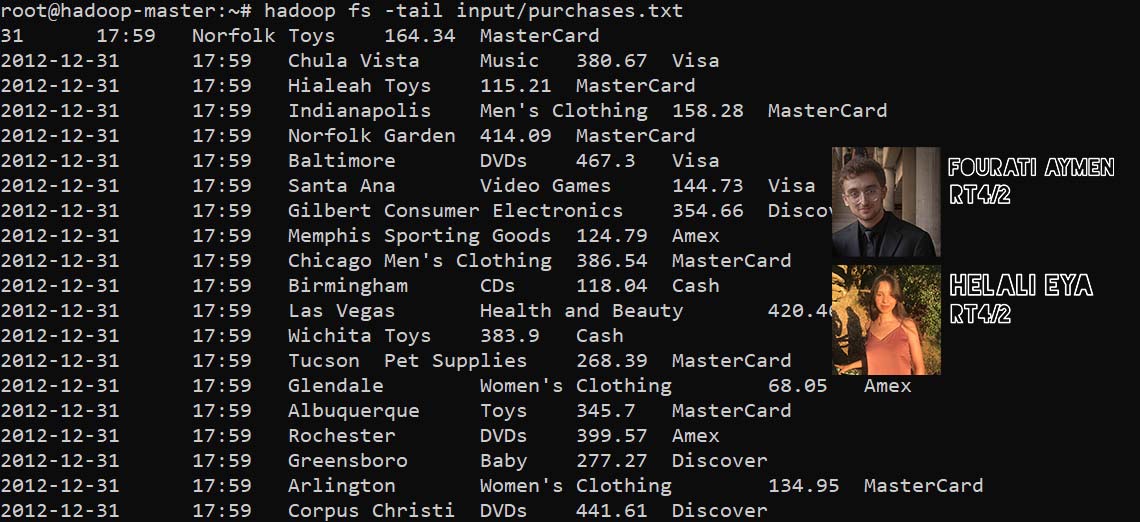 root@hadoop-master:~# hadoop fs -tail input/purchases.txt
31 17:59 Norfolk Toys 164.34 MasterCard
2012-12-31 17:59 Chula Vista Music 380.67 Visa
2012-12-31 17:59 Hialeah Toys 115.21 MasterCard
2012-12-31 17:59 Indianapolis Men's Clothing 158.28 MasterCard
2012-12-31 17:59 Norfolk Garden 414.09 MasterCard
2012-12-31 17:59 Baltimore DVDs 467.3 Visa
2012-12-31 17:59 Santa Ana Video Games 144.73 Visa
2012-12-31 17:59 Gilbert Consumer Electronics 354.66
2012-12-31 17:59 Memphis Sporting Goods 124.79 Amex
2012-12-31 17:59 Chicago Men's Clothing 386.54 MasterCard
2012-12-31 17:59 Birmingham CDs 118.04 Cash
2012-12-31 17:59 Las Vegas Health and Beauty
2012-12-31 17:59 Wichita Toys 383.9 Cash
2012-12-31 17:59 Tucson Pet Supplies 268.39 MasterCard
2012-12-31 17:59 Glendale Women's Clothing 68.05 Amex
2012-12-31 17:59 Albuquerque Toys 345.7 MasterCard
2012-12-31 17:59 Rochester DVDs 399.57 Amex
2012-12-31 17:59 Greensboro Baby 277.27 Discover
2012-12-31 17:59 Arlington Women's Clothing 134.95 MasterCard
2012-12-31 17:59 Corpus Christi DVDs 441.61 Discover
FOURATI AYMEN
RT4/2
HELALI EYA
RT4/2